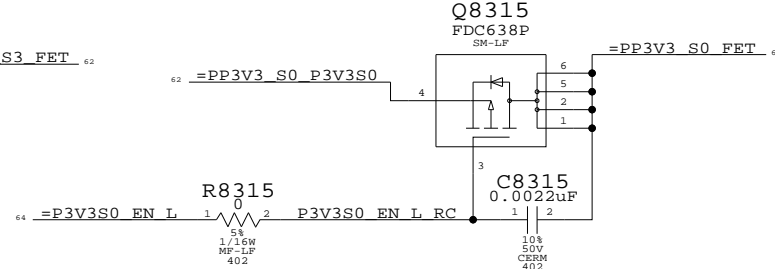 Q8315
FDC638P
SM-LF
S3_FET 62
=PP3V3_S0_FET
62 =PP3V3_S0_P3V3S0
4
6
5
2
1
3
R8315
0
C8315
0.0022uF
64 =P3V3S0_EN_L
1 2
P3V3S0_EN_L_RC
1 2
5%
1/16W
MF-LF
402
10%
50V
CERM
402